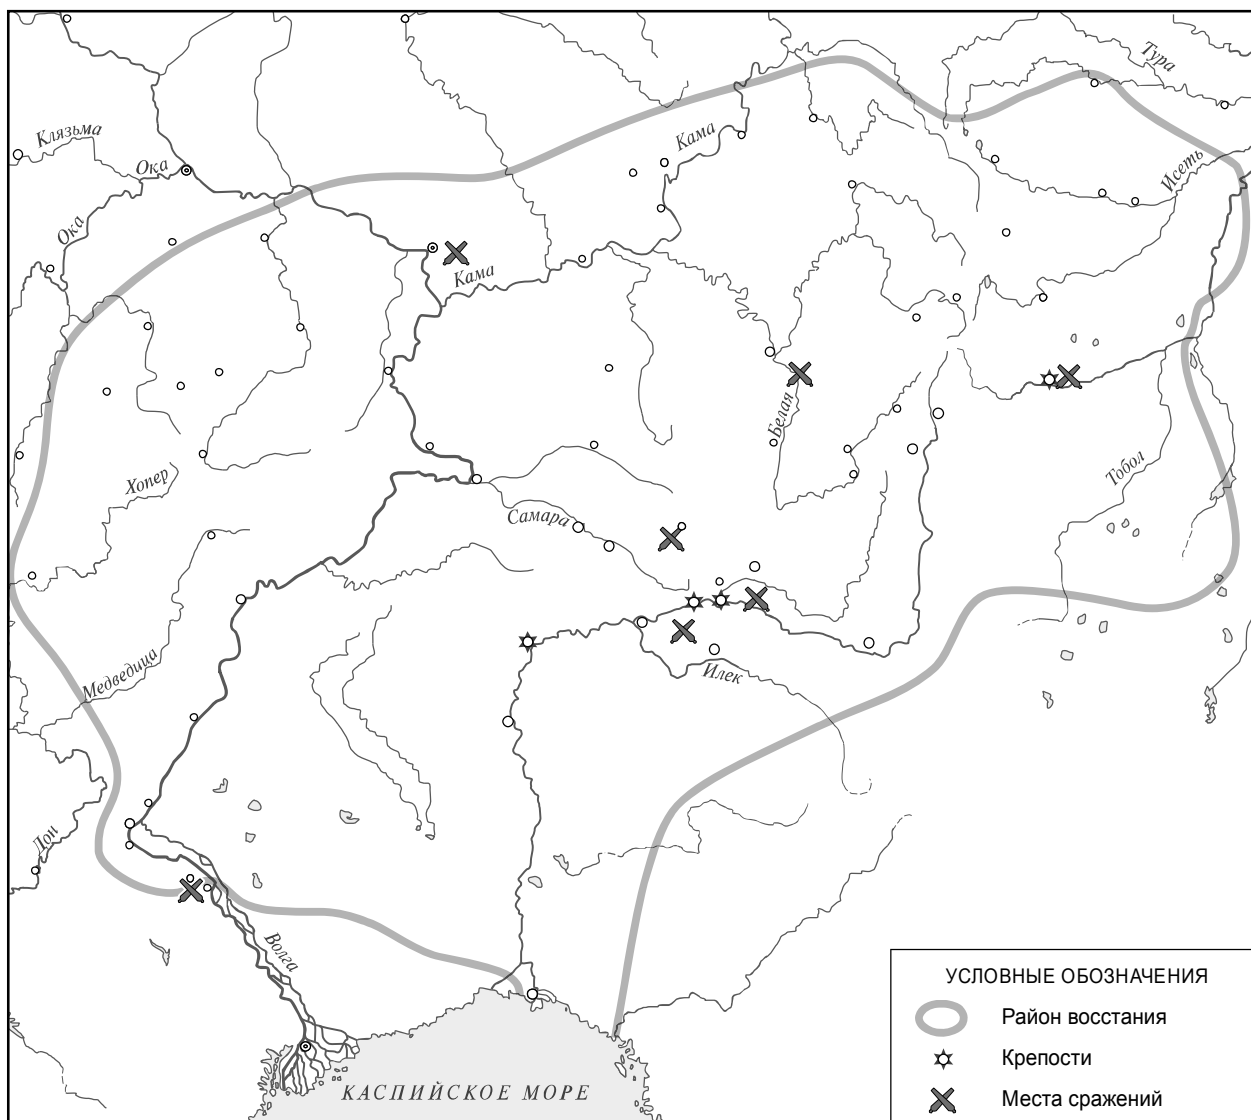 Тура
Клязьма
Кама
Ока
Исеть
Ока
Кама
Белая
Тобол
Хопер
Самара
Медведица
Илек
Дон
Волга
КАСПИЙСКОЕ МОРЕ
УСЛОВНЫЕ ОБОЗНАЧЕНИЯ
Район восстания
Крепости
Места сражений